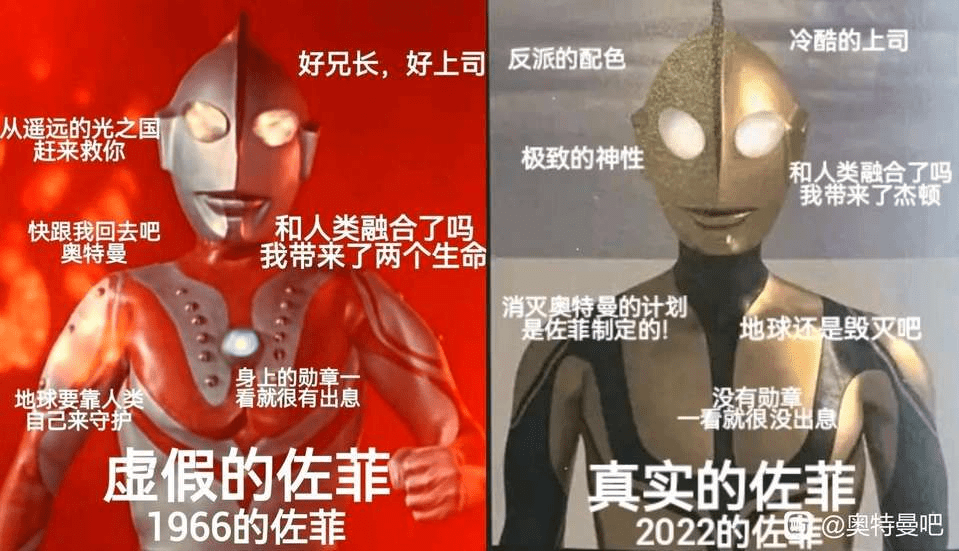 好兄长，好上司
从遥远的光之国
赶来救你
快跟我回去吧
奥特曼
和人类融合了吗
我带来了两个生命
地球要靠人类
自己来守护
身上的勋章一
看就很有出息
虚假的佐菲
1966的佐菲
反派的配色
冷酷的上司
极致的神性
和人类融合了吗
我带来了杰顿
消灭奥特曼的计划
是佐菲制定的!
地球还是毁灭吧
没有勋章
一看就很没出息
真实的佐菲
2022的佐菲
@奥特曼吧